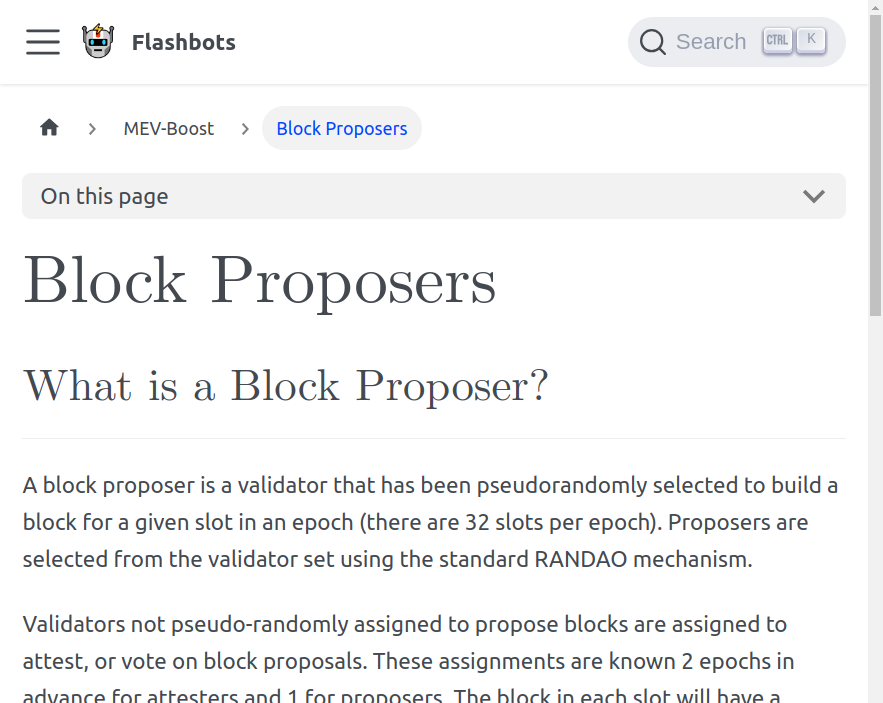 Flashbots
Search CTRL K
MEV-Boost Block Proposers
On this page
Block Proposers
What is a Block Proposer?
A block proposer is a validator that has been pseudorandomly selected to build a
block for a given slot in an epoch (there are 32 slots per epoch). Proposers are
selected from the validator set using the standard RANDAO mechanism.
Validators not pseudo-randomly assigned to propose blocks are assigned to
attest, or vote on block proposals. These assignments are known 2 epochs in
advance for attesters and 1 for proposers. The block in each slot will have a